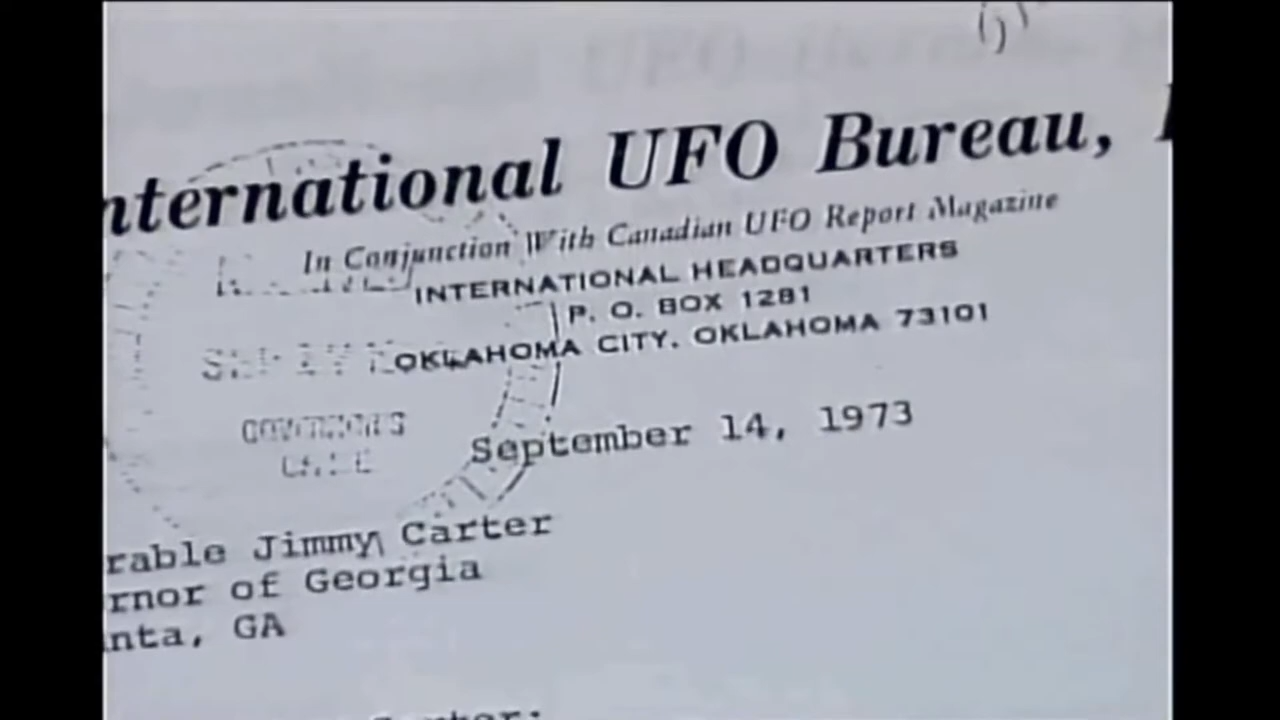 nternational UFO Bureau,
In Conjunction With Canadian UFO Report Magazine
INTERNATIONAL HEADQUARTERS
P. O. BOX 1281
OKLAHOMA CITY, OKLAHOMA 73101
GOVERNOR'S
September 14, 1973
rable Jimmy Carter
rnor of Georgia
nta, GA